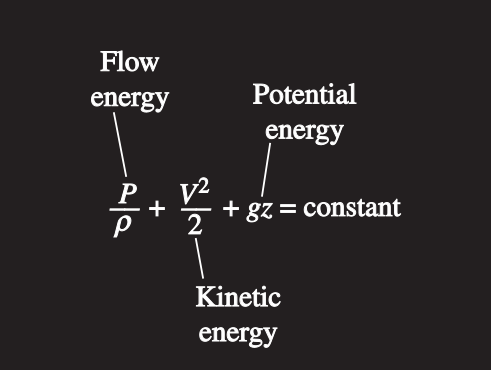 Flow
energy
Potential
energy
P/ρ + V²/2 + gz = constant
Kinetic
energy